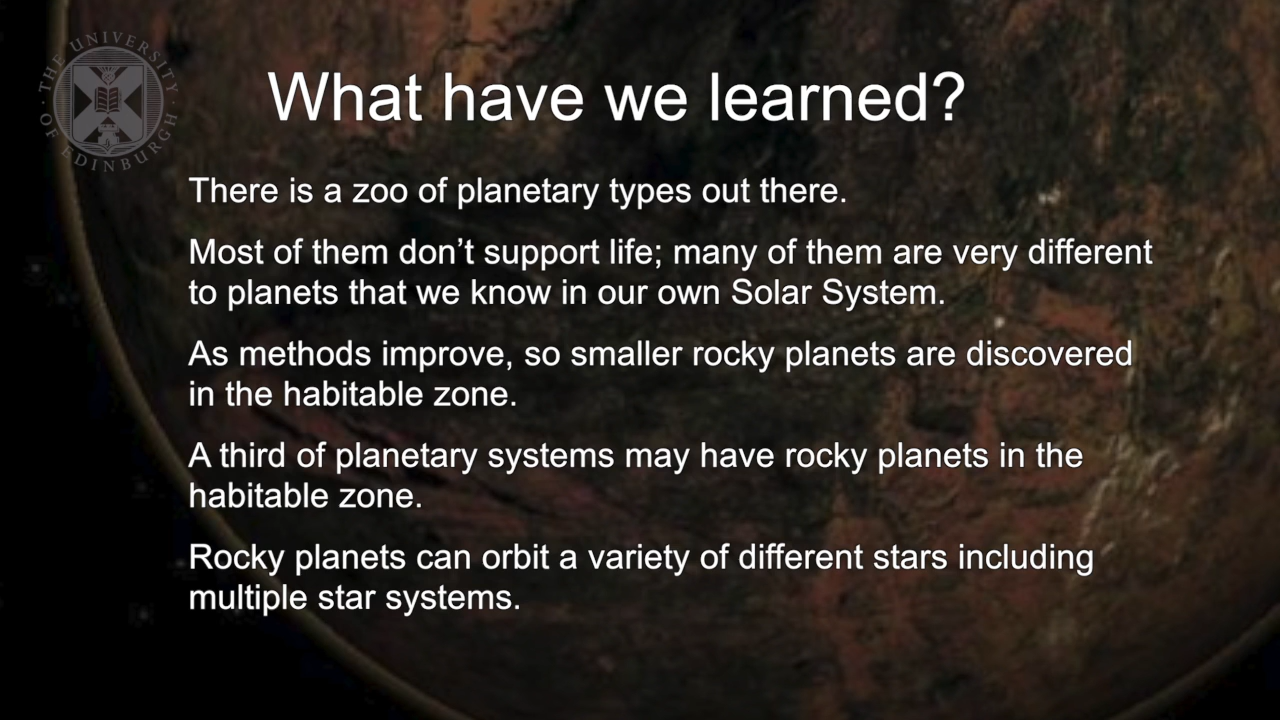 THE UNIVERSITY OF EDINBURGH
What have we learned?
There is a zoo of planetary types out there.
Most of them don’t support life; many of them are very different
to planets that we know in our own Solar System.
As methods improve, so smaller rocky planets are discovered
in the habitable zone.
A third of planetary systems may have rocky planets in the
habitable zone.
Rocky planets can orbit a variety of different stars including
multiple star systems.